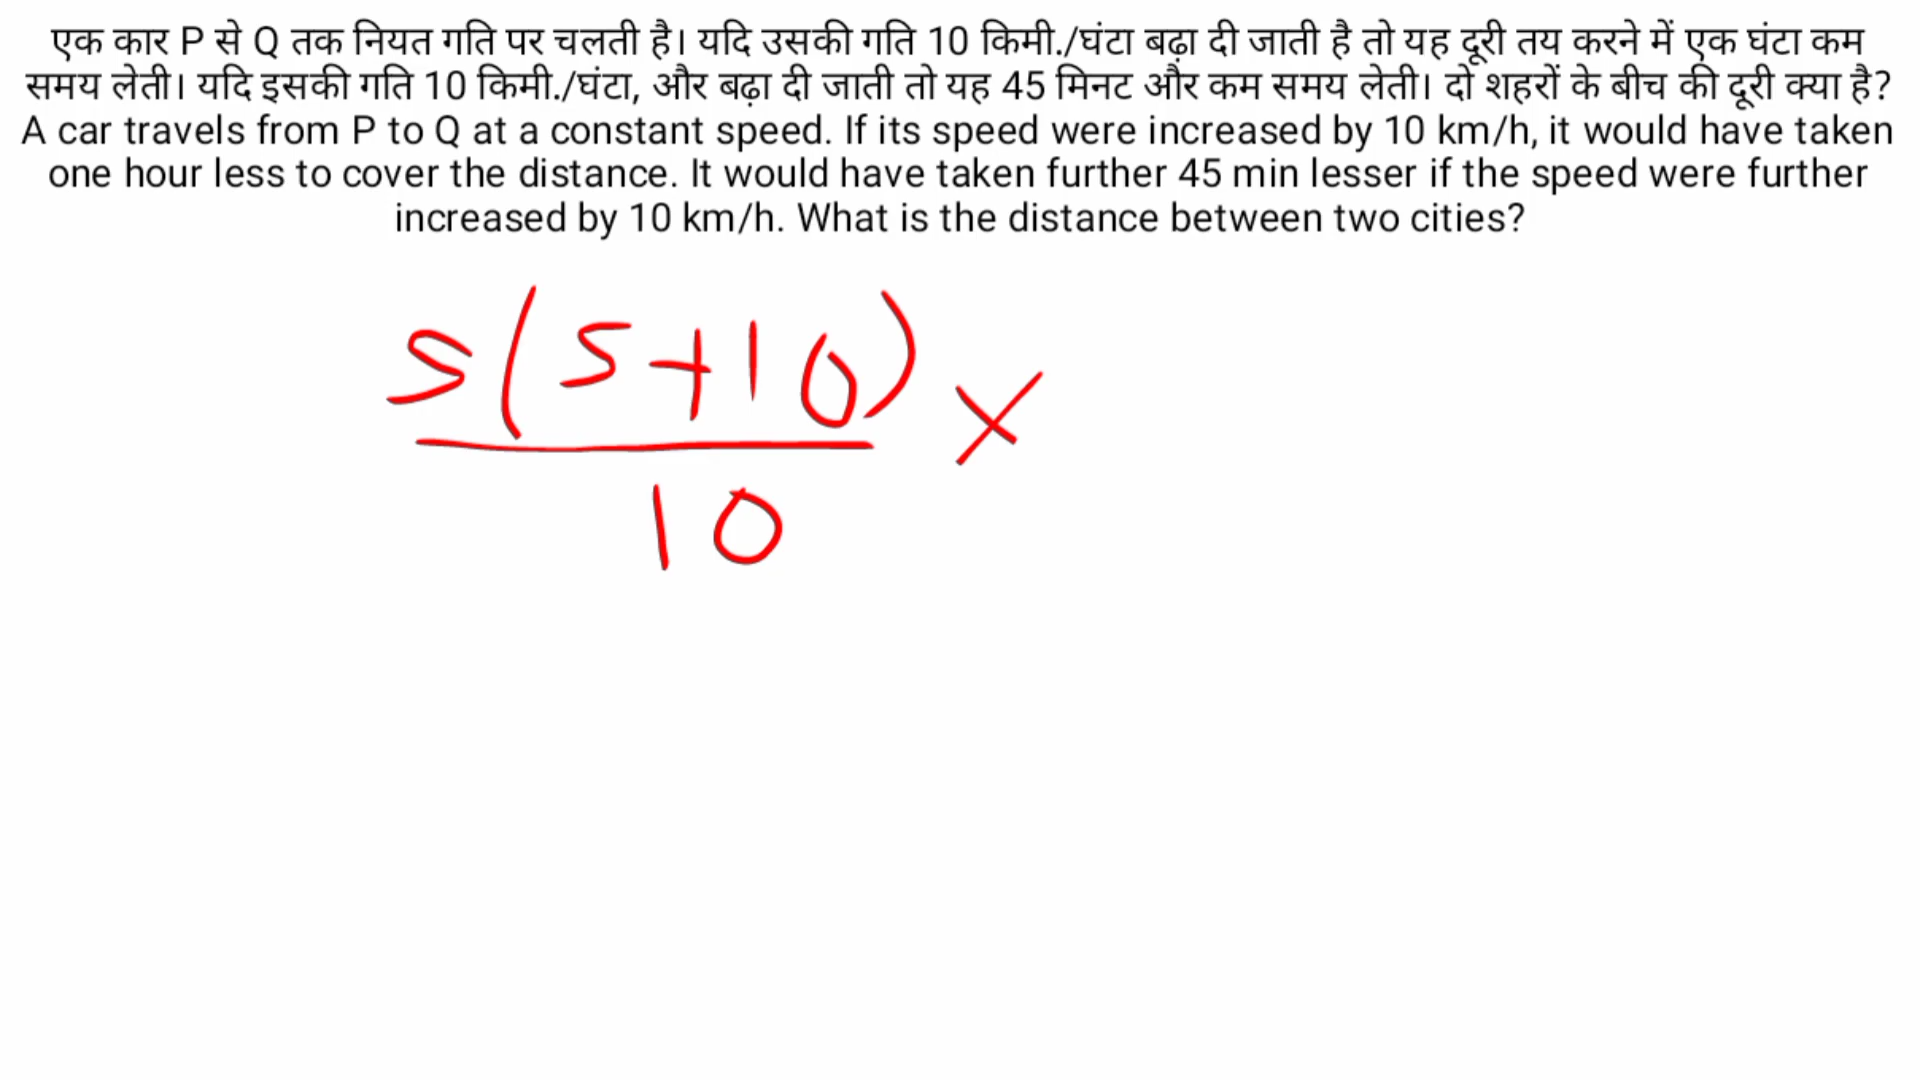 एक कार P से Q तक नियत गति पर चलती है। यदि उसकी गति 10 किमी./घंटा बढ़ा दी जाती है तो यह दूरी तय करने में एक घंटा कम
समय लेती। यदि इसकी गति 10 किमी./घंटा, और बढ़ा दी जाती तो यह 45 मिनट और कम समय लेती। दो शहरों के बीच की दूरी क्या है?
A car travels from P to Q at a constant speed. If its speed were increased by 10 km/h, it would have taken
one hour less to cover the distance. It would have taken further 45 min lesser if the speed were further
increased by 10 km/h. What is the distance between two cities?
s(s+10) ×
10